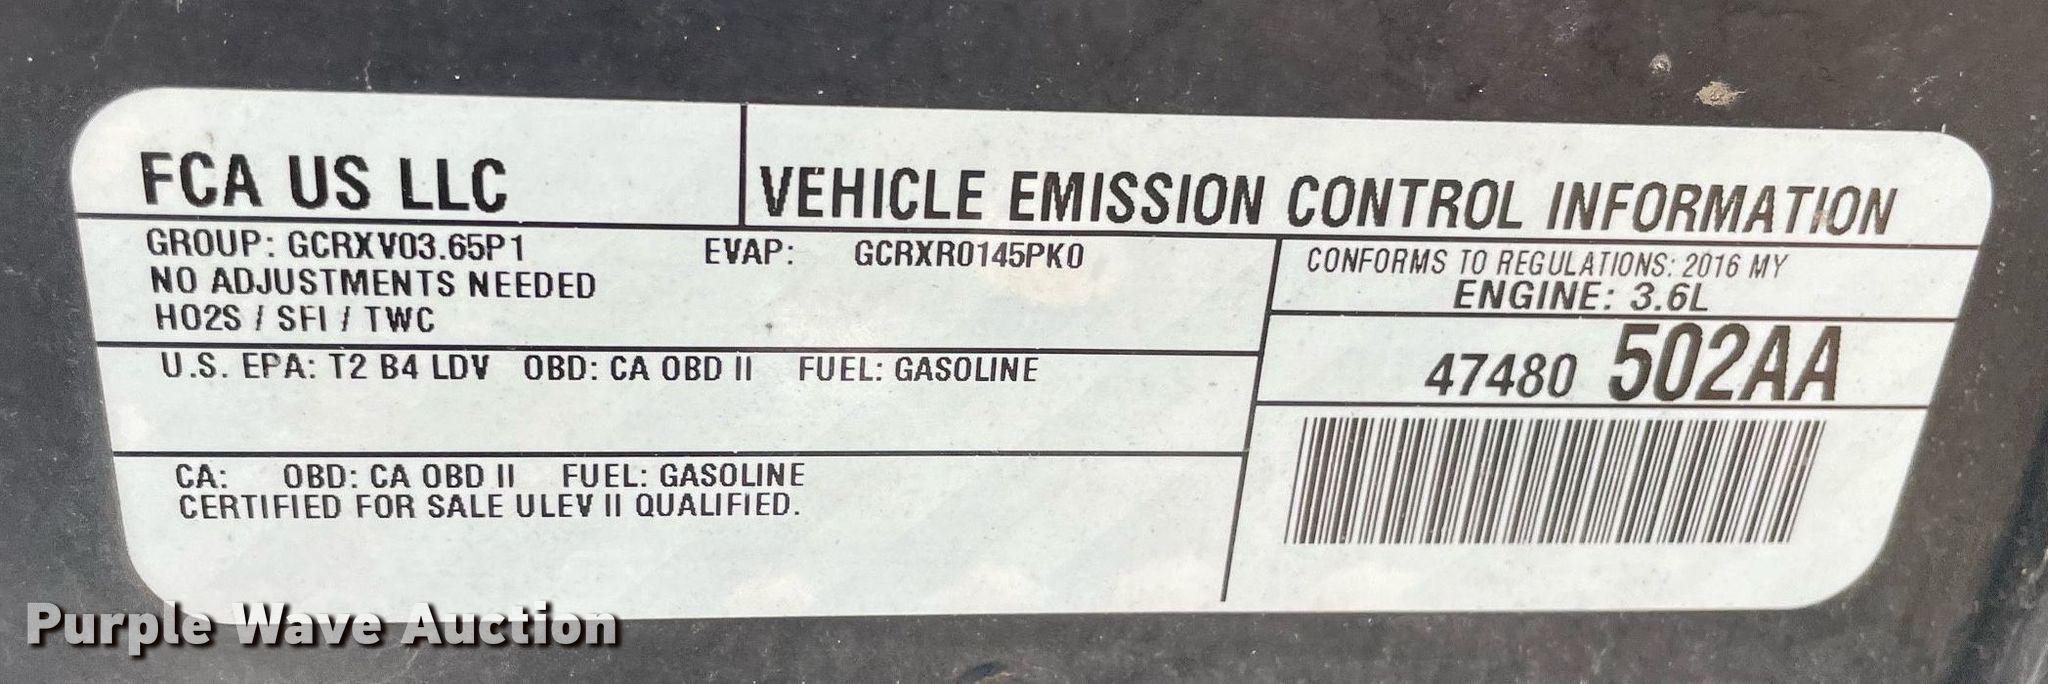 FCA US LLC
VEHICLE EMISSION CONTROL INFORMATION
GROUP: GCRXV03.65P1 EVAP: GCRXR0145PK0
NO ADJUSTMENTS NEEDED
HO2S / SFI / TWC
CONFORMS TO REGULATIONS: 2016 MY
ENGINE: 3.6L
47480 502AA
U.S. EPA: T2 B4 LDV OBD: CA OBD II FUEL: GASOLINE
CA: OBD: CA OBD II FUEL: GASOLINE
CERTIFIED FOR SALE ULEV II QUALIFIED.
Purple Wave Auction